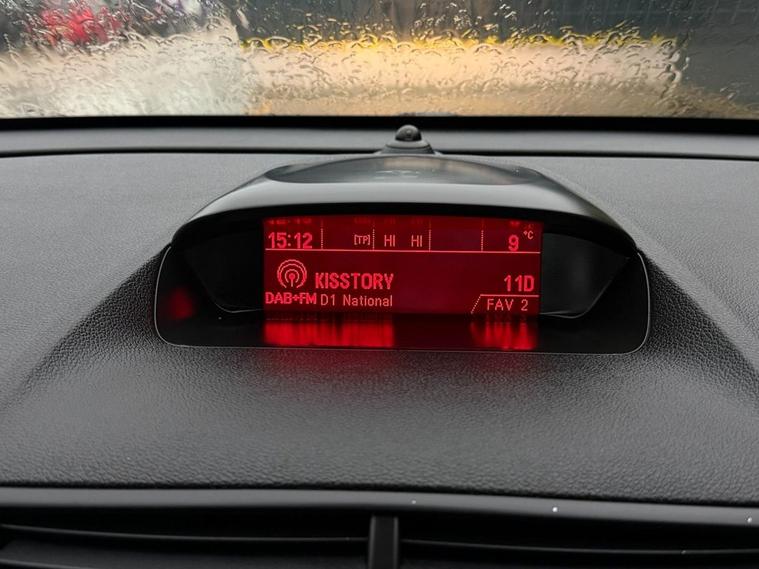 15:12 [TP] HI HI 9 °C
KISSTORY 11D
DAB+FM D1 National FAV 2